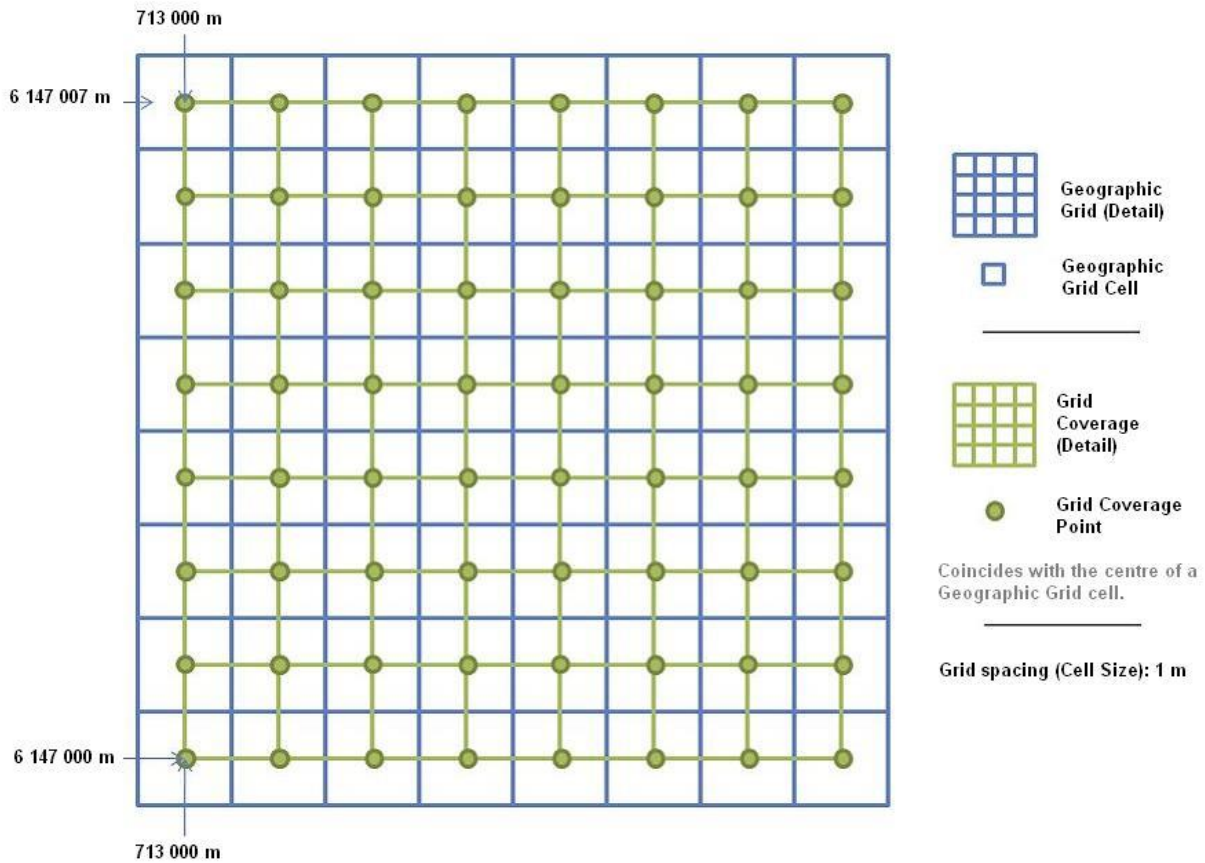 713 000 m
6 147 007 m
Geographic
Grid (Detail)
Geographic
Grid Cell
Grid
Coverage
(Detail)
Grid Coverage
Point
Coincides with the centre of a
Geographic Grid cell.
Grid spacing (Cell Size): 1 m
6 147 000 m
713 000 m